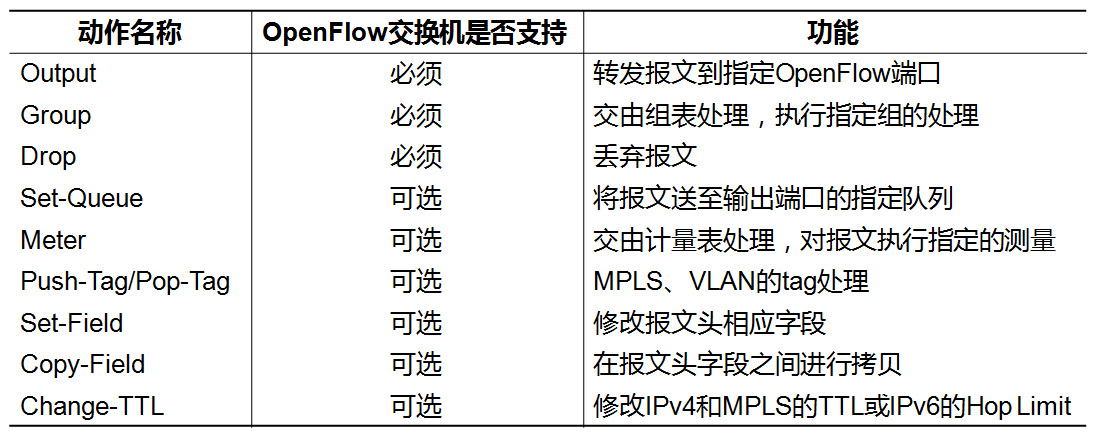 动作名称 OpenFlow交换机是否支持 功能
Output 必须 转发报文到指定OpenFlow端口
Group 必须 交由组表处理，执行指定组的处理
Drop 必须 丢弃报文
Set-Queue 可选 将报文送至输出端口的指定队列
Meter 可选 交由计量表处理，对报文执行指定的测量
Push-Tag/Pop-Tag 可选 MPLS、VLAN的tag处理
Set-Field 可选 修改报文头相应字段
Copy-Field 可选 在报文头字段之间进行拷贝
Change-TTL 可选 修改IPv4和MPLS的TTL或IPv6的Hop Limit